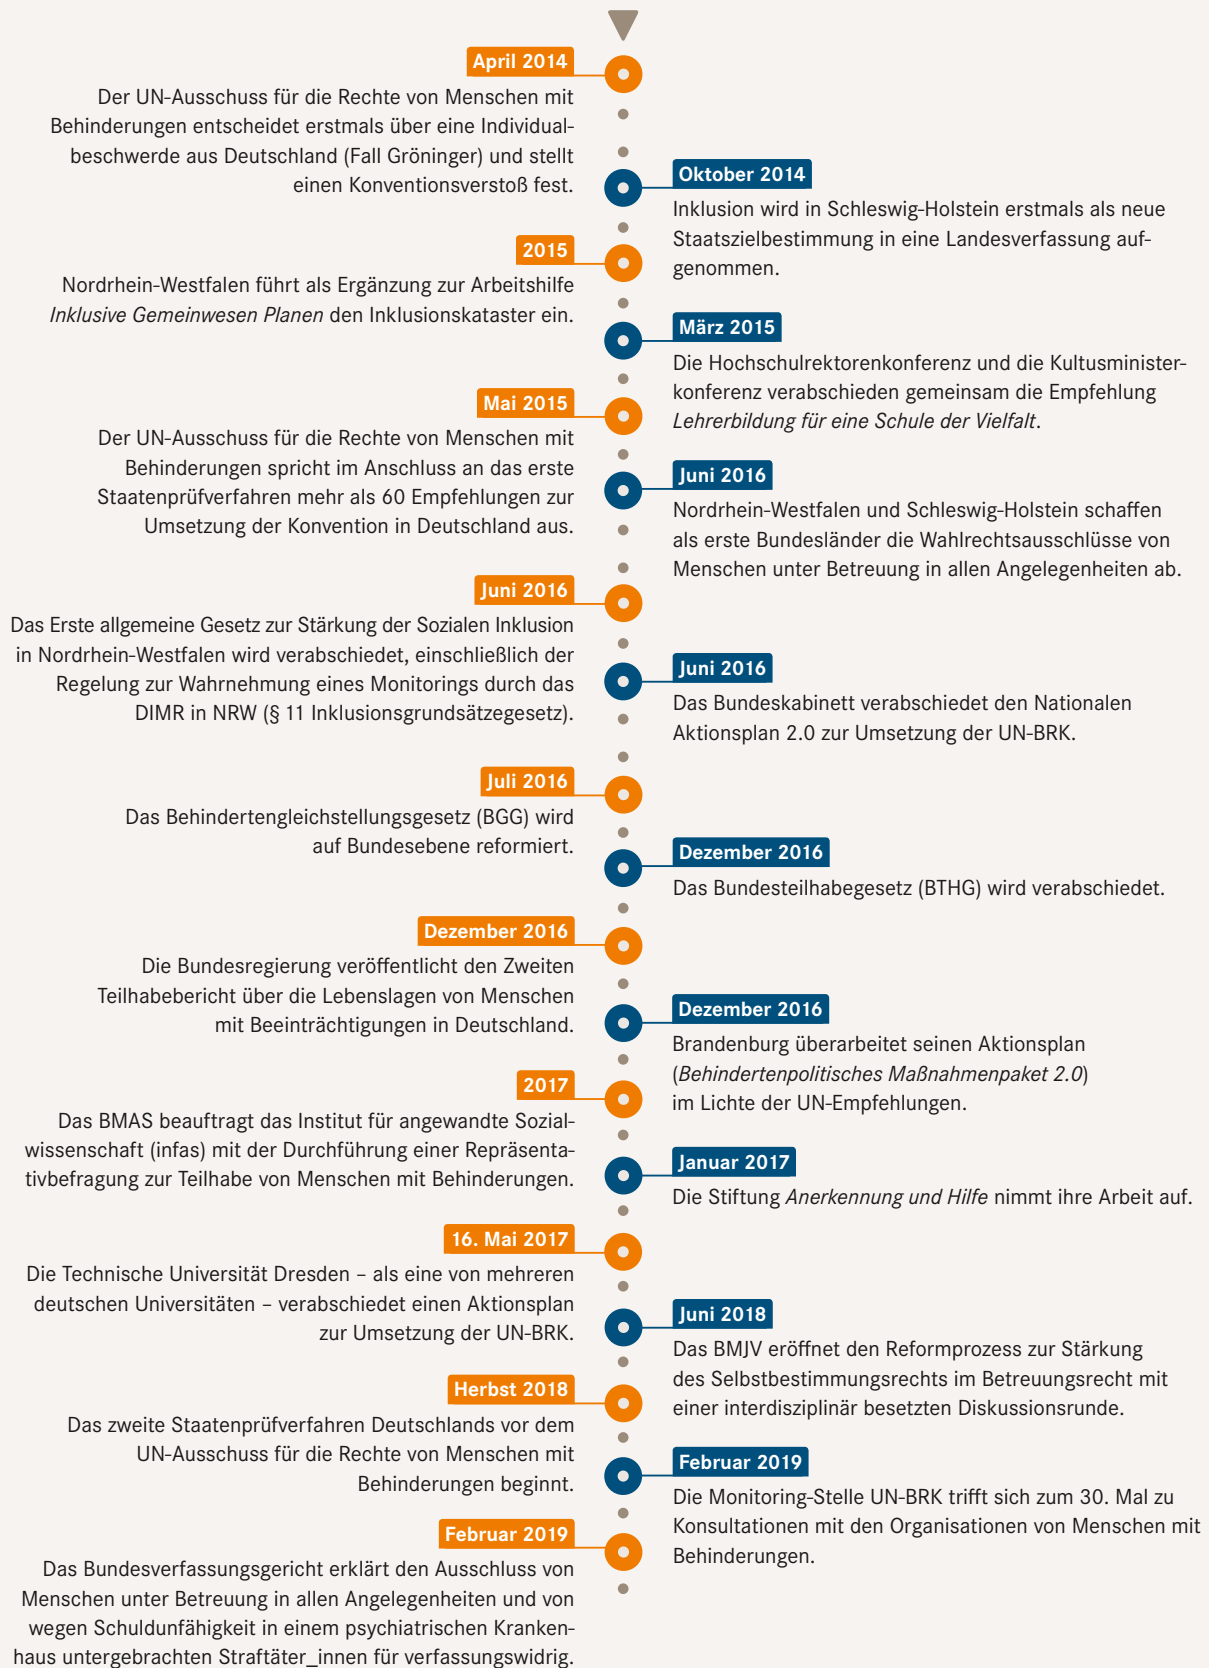 April 2014
Der UN-Ausschuss für die Rechte von Menschen mit
Behinderungen entscheidet erstmals über eine Individual-
beschwerde aus Deutschland (Fall Gröninger) und stellt
einen Konventionsverstoß fest.
Oktober 2014
Inklusion wird in Schleswig-Holstein erstmals als neue
Staatszielbestimmung in eine Landesverfassung auf-
genommen.
2015
Nordrhein-Westfalen führt als Ergänzung zur Arbeitshilfe
Inklusive Gemeinwesen Planen den Inklusionskataster ein.
März 2015
Die Hochschulrektorenkonferenz und die Kultusminister-
konferenz verabschieden gemeinsam die Empfehlung
Lehrerbildung für eine Schule der Vielfalt.
Mai 2015
Der UN-Ausschuss für die Rechte von Menschen mit
Behinderungen spricht im Anschluss an das erste
Staatenprüfverfahren mehr als 60 Empfehlungen zur
Umsetzung der Konvention in Deutschland aus.
Juni 2016
Nordrhein-Westfalen und Schleswig-Holstein schaffen
als erste Bundesländer die Wahlrechtsausschlüsse von
Menschen unter Betreuung in allen Angelegenheiten ab.
Juni 2016
Das Erste allgemeine Gesetz zur Stärkung der Sozialen Inklusion
in Nordrhein-Westfalen wird verabschiedet, einschließlich der
Regelung zur Wahrnehmung eines Monitorings durch das
DIMR in NRW (§ 11 Inklusionsgrundsätzegesetz).
Juni 2016
Das Bundeskabinett verabschiedet den Nationalen
Aktionsplan 2.0 zur Umsetzung der UN-BRK.
Juli 2016
Das Behindertengleichstellungsgesetz (BGG) wird
auf Bundesebene reformiert.
Dezember 2016
Das Bundesteilhabegesetz (BTHG) wird verabschiedet.
Dezember 2016
Die Bundesregierung veröffentlicht den Zweiten
Teilhabebericht über die Lebenslagen von Menschen
mit Beeinträchtigungen in Deutschland.
Dezember 2016
Brandenburg überarbeitet seinen Aktionsplan
(Behindertenpolitisches Maßnahmenpaket 2.0)
im Lichte der UN-Empfehlungen.
2017
Das BMAS beauftragt das Institut für angewandte Sozial-
wissenschaft (infas) mit der Durchführung einer Repräsenta-
tivbefragung zur Teilhabe von Menschen mit Behinderungen.
Januar 2017
Die Stiftung Anerkennung und Hilfe nimmt ihre Arbeit auf.
16. Mai 2017
Die Technische Universität Dresden – als eine von mehreren
deutschen Universitäten – verabschiedet einen Aktionsplan
zur Umsetzung der UN-BRK.
Juni 2018
Das BMJV eröffnet den Reformprozess zur Stärkung
des Selbstbestimmungsrechts im Betreuungsrecht mit
einer interdisziplinär besetzten Diskussionsrunde.
Herbst 2018
Das zweite Staatenprüfverfahren Deutschlands vor dem
UN-Ausschuss für die Rechte von Menschen mit
Behinderungen beginnt.
Februar 2019
Die Monitoring-Stelle UN-BRK trifft sich zum 30. Mal zu
Konsultationen mit den Organisationen von Menschen mit
Behinderungen.
Februar 2019
Das Bundesverfassungsgericht erklärt den Ausschluss von
Menschen unter Betreuung in allen Angelegenheiten und von
wegen Schuldunfähigkeit in einem psychiatrischen Kranken-
haus untergebrachten Straftäter_innen für verfassungswidrig.